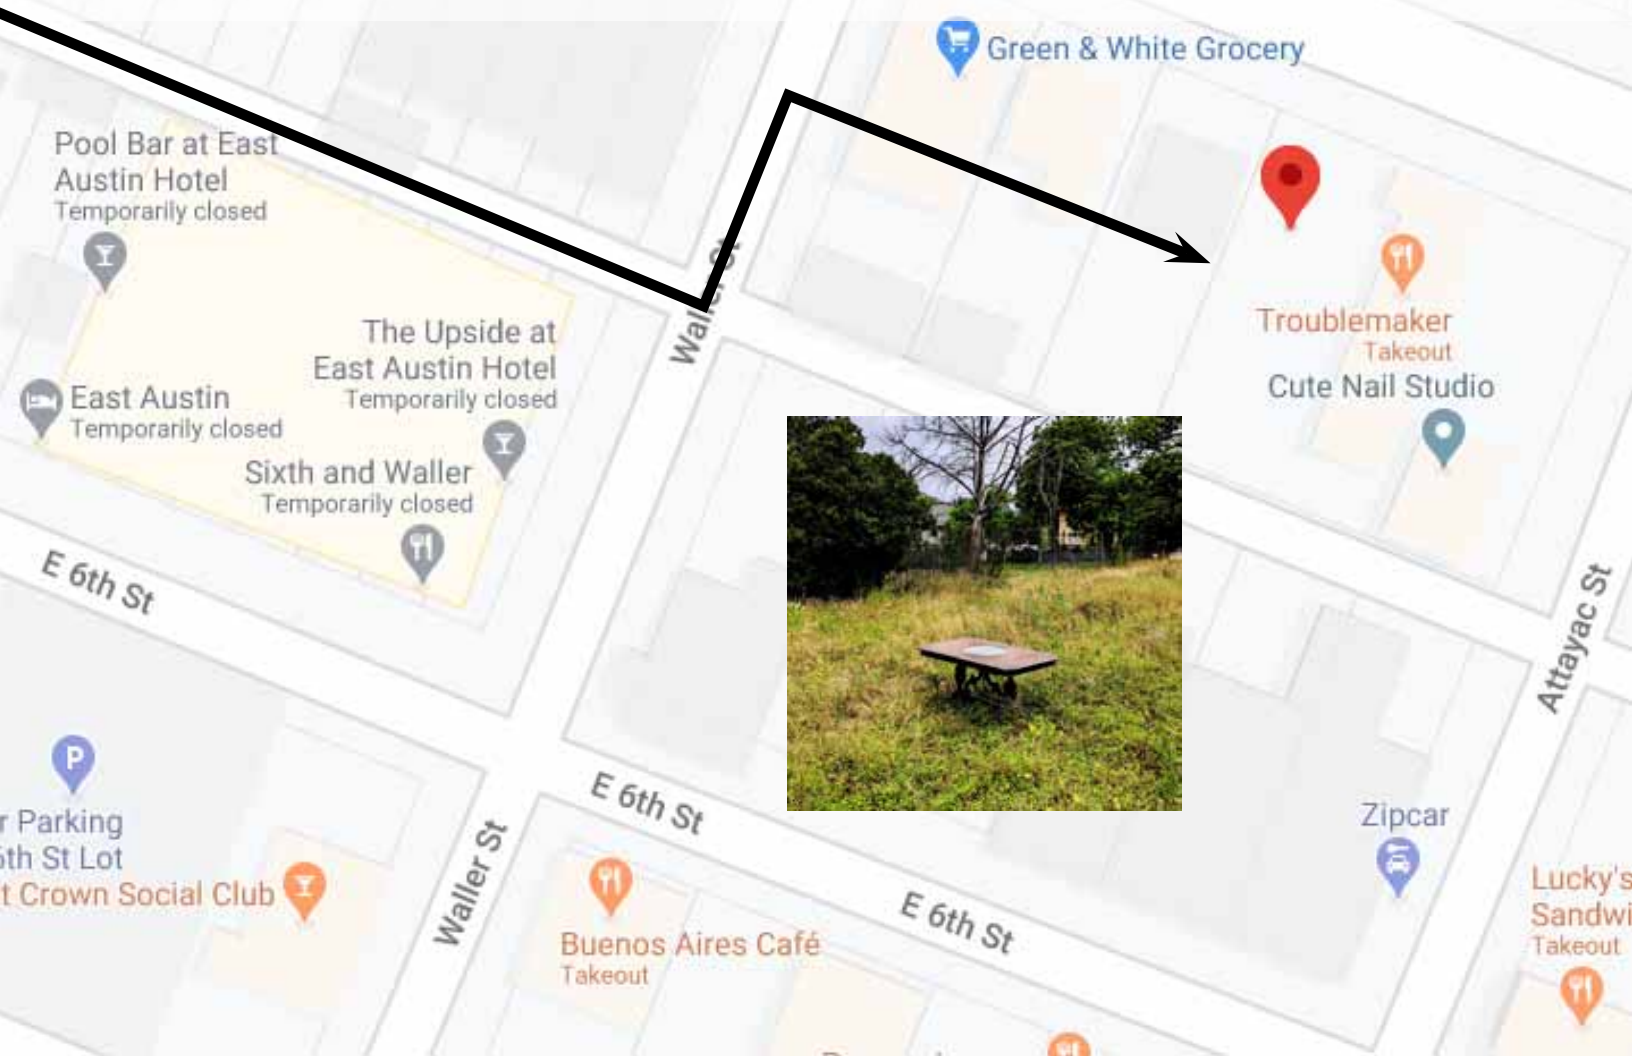 Green & White Grocery
Pool Bar at East
Austin Hotel
Temporarily closed
Waller St
Troublemaker
Takeout
Cute Nail Studio
The Upside at
East Austin Hotel
Temporarily closed
East Austin
Temporarily closed
Sixth and Waller
Temporarily closed
E 6th St
Attayac St
P
r Parking
6th St Lot
t Crown Social Club
Waller St
E 6th St
Zipcar
Buenos Aires Café
Takeout
E 6th St
Lucky's
Sandwi
Takeout